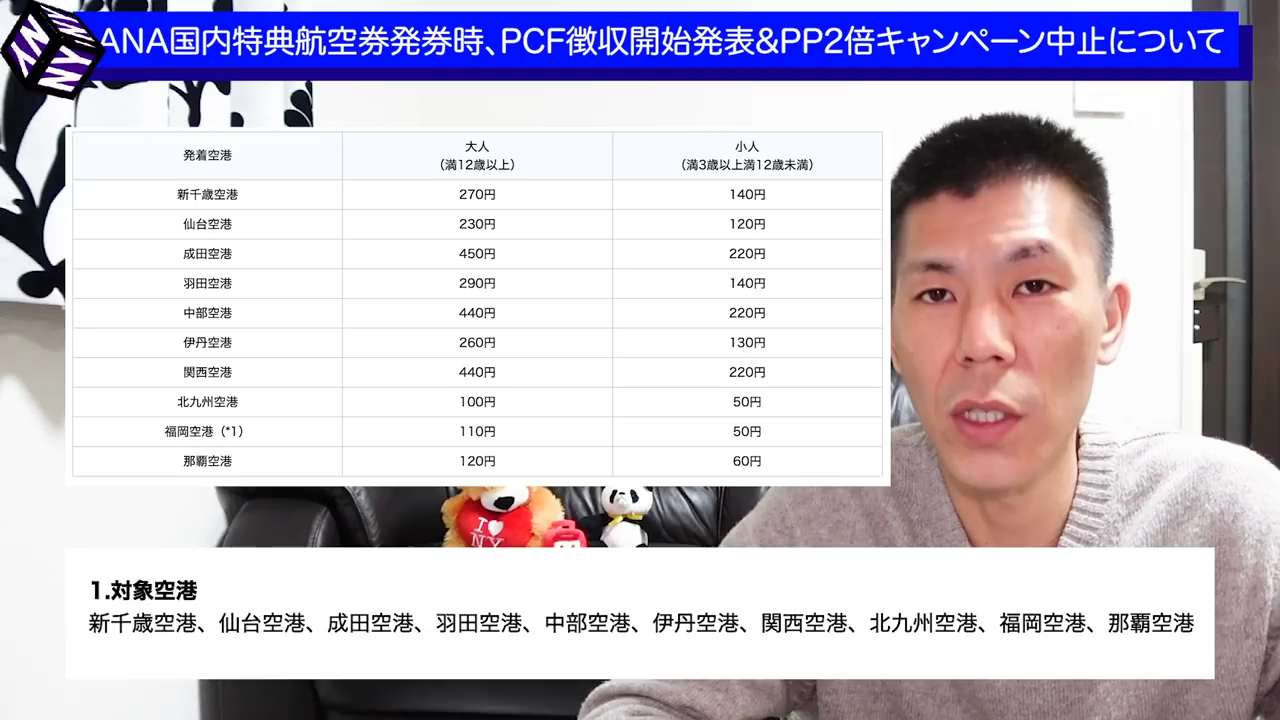 ANA国内特典航空券発券時、PCF徴収開始発表&PP2倍キャンペーン中止について
発着空港 大人 小人
(満12歳以上) (満3歳以上満12歳未満)
新千歳空港 270円 140円
仙台空港 230円 120円
成田空港 450円 220円
羽田空港 290円 140円
中部空港 440円 220円
伊丹空港 260円 130円
関西空港 440円 220円
北九州空港 100円 50円
福岡空港（*1） 110円 50円
那覇空港 120円 60円
I ♥
NY
1.対象空港
新千歳空港、仙台空港、成田空港、羽田空港、中部空港、伊丹空港、関西空港、北九州空港、福岡空港、那覇空港